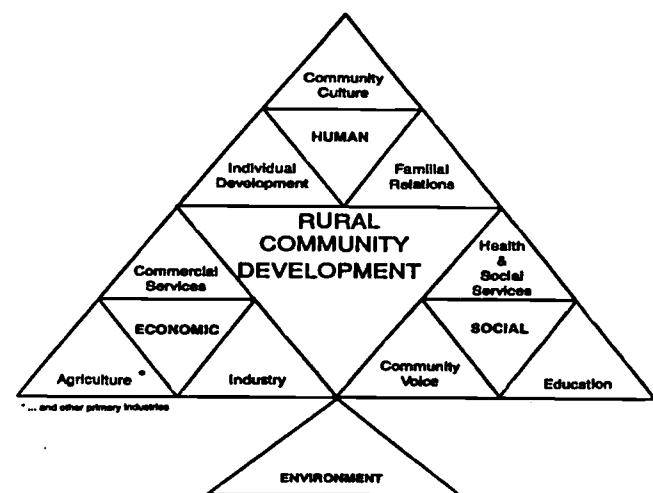 Community
Culture
HUMAN
Individual
Development
Familial
Relations
RURAL
COMMUNITY
DEVELOPMENT
Commercial
Services
Health
&
Social
Services
ECONOMIC
SOCIAL
Agriculture *
Industry
Community
Voice
Education
* ... and other primary industries
ENVIRONMENT